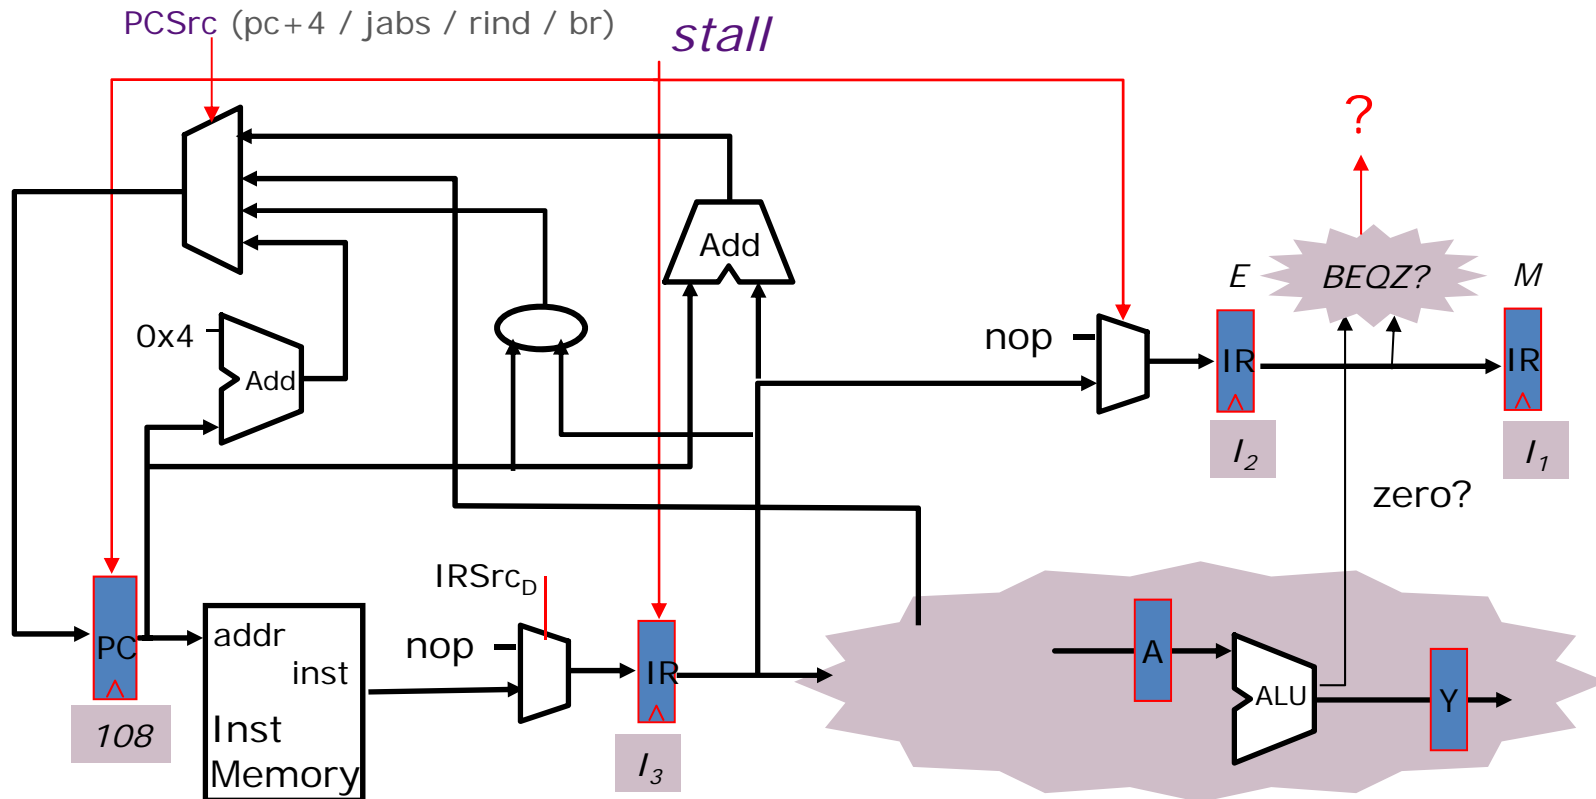 PCSrc (pc+4 / jabs / rind / br)
stall
?
Add
E
BEQZ?
M
0x4
Add
nop
IR
IR
I2
I1
zero?
IRSrcD
PC
addr
inst
nop
IR
A
ALU
Y
Inst
Memory
108
I3